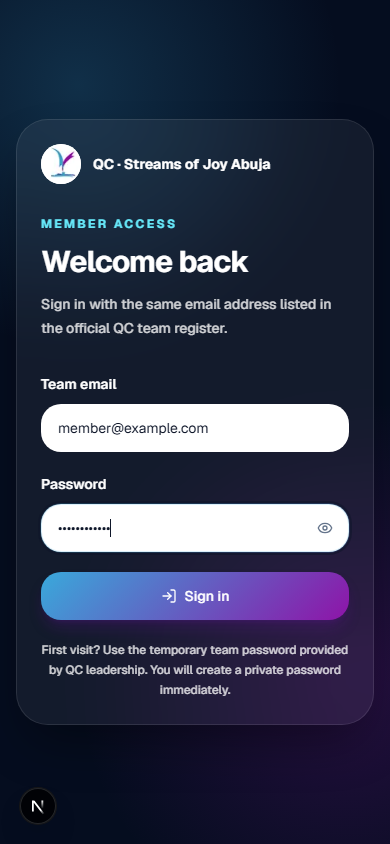 QC · Streams of Joy Abuja
MEMBER ACCESS
Welcome back
Sign in with the same email address listed in
the official QC team register.
Team email
member@example.com
Password
••••••••••••
Sign in
First visit? Use the temporary team password provided
by QC leadership. You will create a private password
immediately.
N